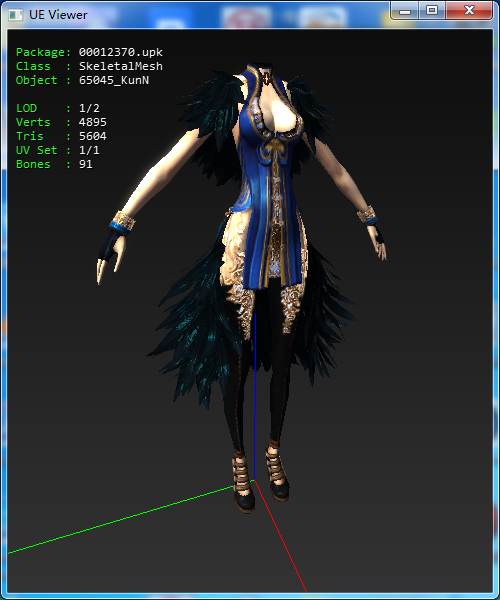 UE Viewer
Package: 00012370.upk
Class : SkeletalMesh
Object : 65045_KunN
LOD : 1/2
Verts : 4895
Tris : 5604
UV Set : 1/1
Bones : 91